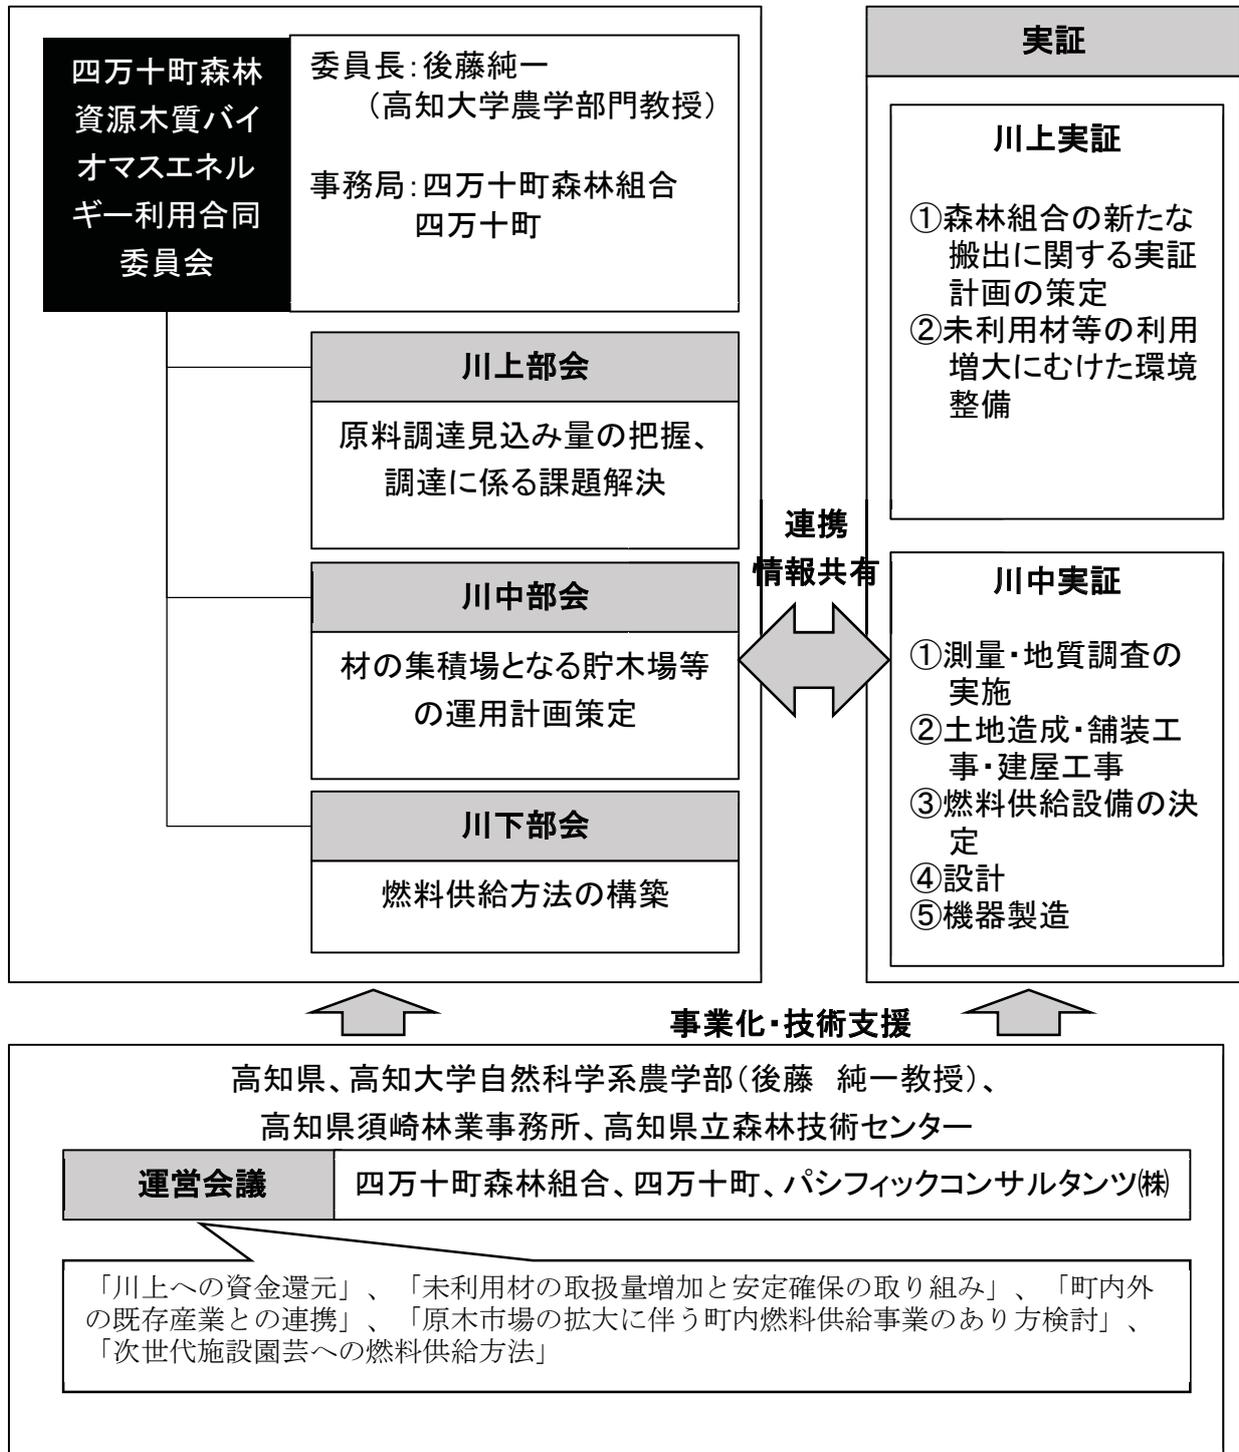 四万十町森林
資源木質バイ
オマスエネル
ギー利用合同
委員会
委員長：後藤純一
（高知大学農学部門教授）
事務局：四万十町森林組合
四万十町
川上部会
原料調達見込み量の把握、
調達に係る課題解決
川中部会
材の集積場となる貯木場等
の運用計画策定
川下部会
燃料供給方法の構築
連携
情報共有
実証
川上実証
①森林組合の新たな
搬出に関する実証
計画の策定
②未利用材等の利用
増大にむけた環境
整備
川中実証
①測量・地質調査の
実施
②土地造成・舗装工
事・建屋工事
③燃料供給設備の決
定
④設計
⑤機器製造
事業化・技術支援
高知県、高知大学自然科学系農学部（後藤　純一教授）、
高知県須崎林業事務所、高知県立森林技術センター
運営会議
四万十町森林組合、四万十町、パシフィックコンサルタンツ㈱
「川上への資金還元」、「未利用材の取扱量増加と安定確保の取り組み」、「町内外
の既存産業との連携」、「原木市場の拡大に伴う町内燃料供給事業のあり方検討」、
「次世代施設園芸への燃料供給方法」